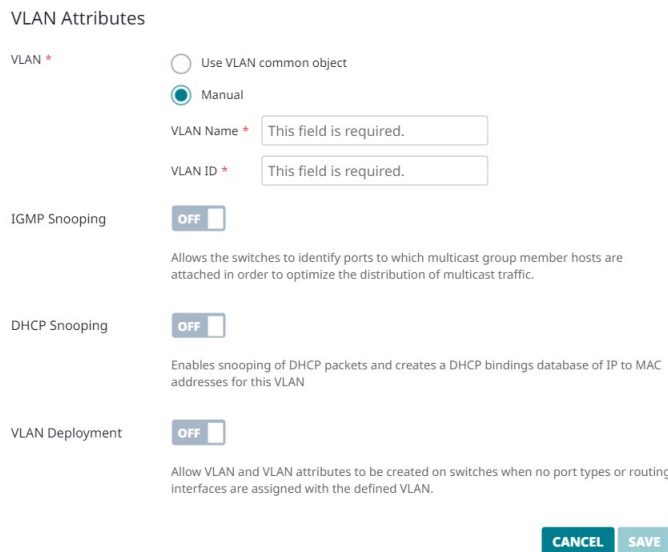 VLAN Attributes
VLAN *
Use VLAN common object
Manual
VLAN Name * This field is required.
VLAN ID * This field is required.
IGMP Snooping OFF
Allows the switches to identify ports to which multicast group member hosts are
attached in order to optimize the distribution of multicast traffic.
DHCP Snooping OFF
Enables snooping of DHCP packets and creates a DHCP bindings database of IP to MAC
addresses for this VLAN
VLAN Deployment OFF
Allow VLAN and VLAN attributes to be created on switches when no port types or routing
interfaces are assigned with the defined VLAN.
CANCEL SAVE